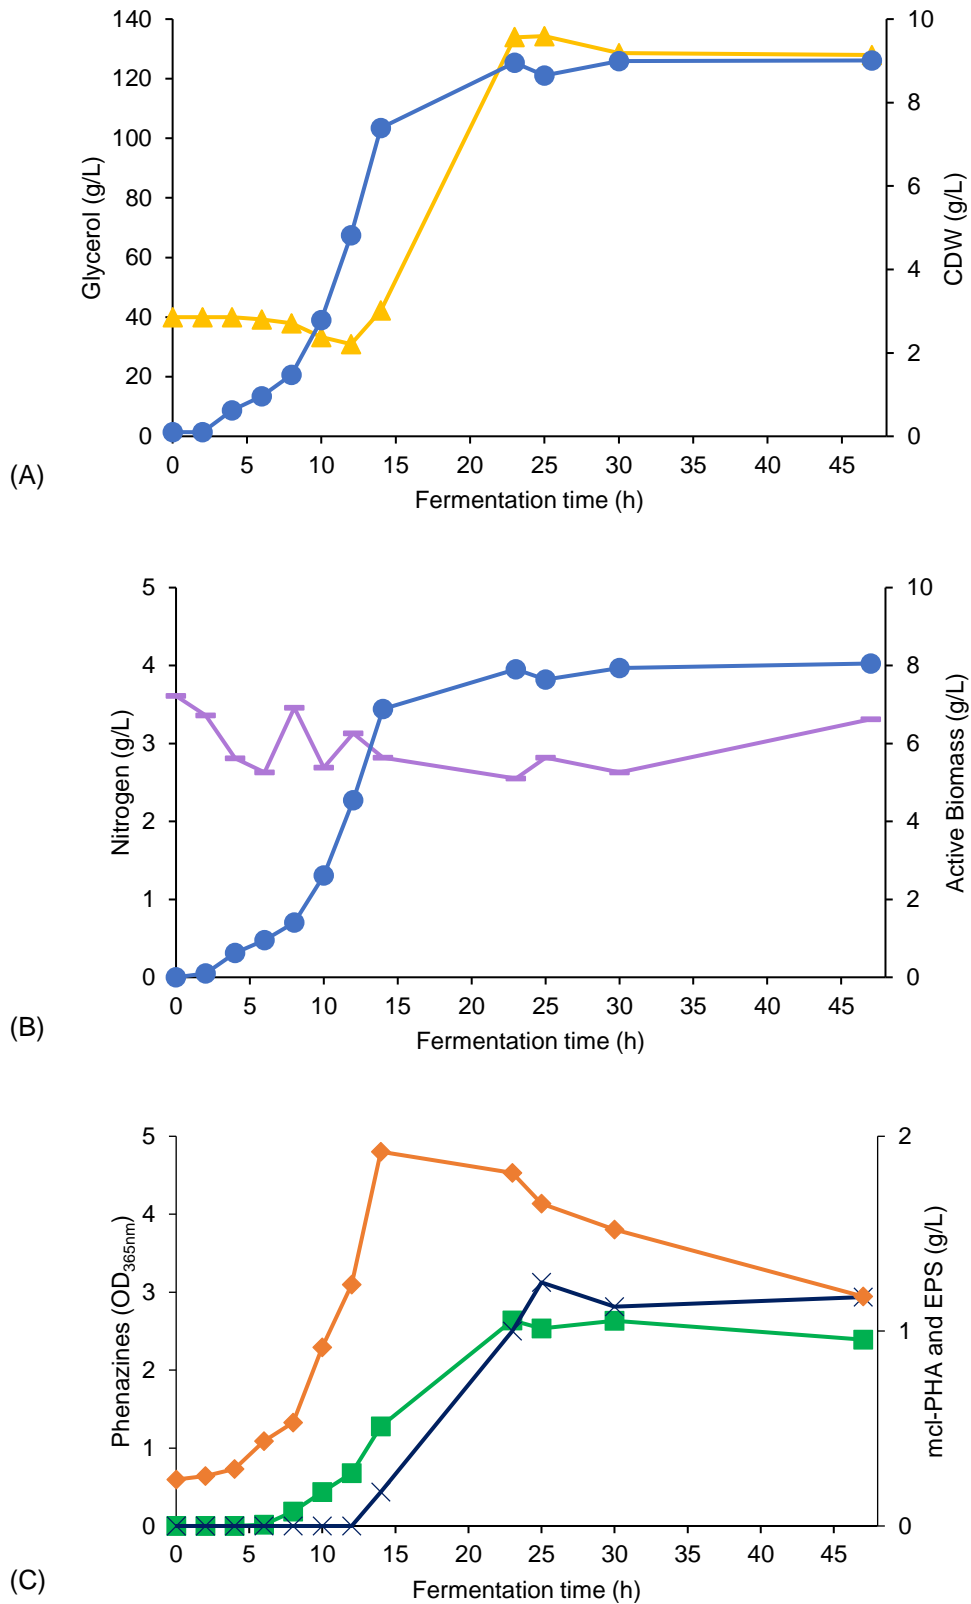 140
120
100
80
60
40
20
0
Glycerol (g/L)
10
8
6
4
2
0
CDW (g/L)
0 5 10 15 20 25 30 35 40 45
Fermentation time (h)
(A)
5
4
3
2
1
0
Nitrogen (g/L)
10
8
6
4
2
0
Active Biomass (g/L)
0 5 10 15 20 25 30 35 40 45
Fermentation time (h)
(B)
5
4
3
2
1
0
Phenazines (OD365nm)
2
1
0
mcl-PHA and EPS (g/L)
0 5 10 15 20 25 30 35 40 45
Fermentation time (h)
(C)